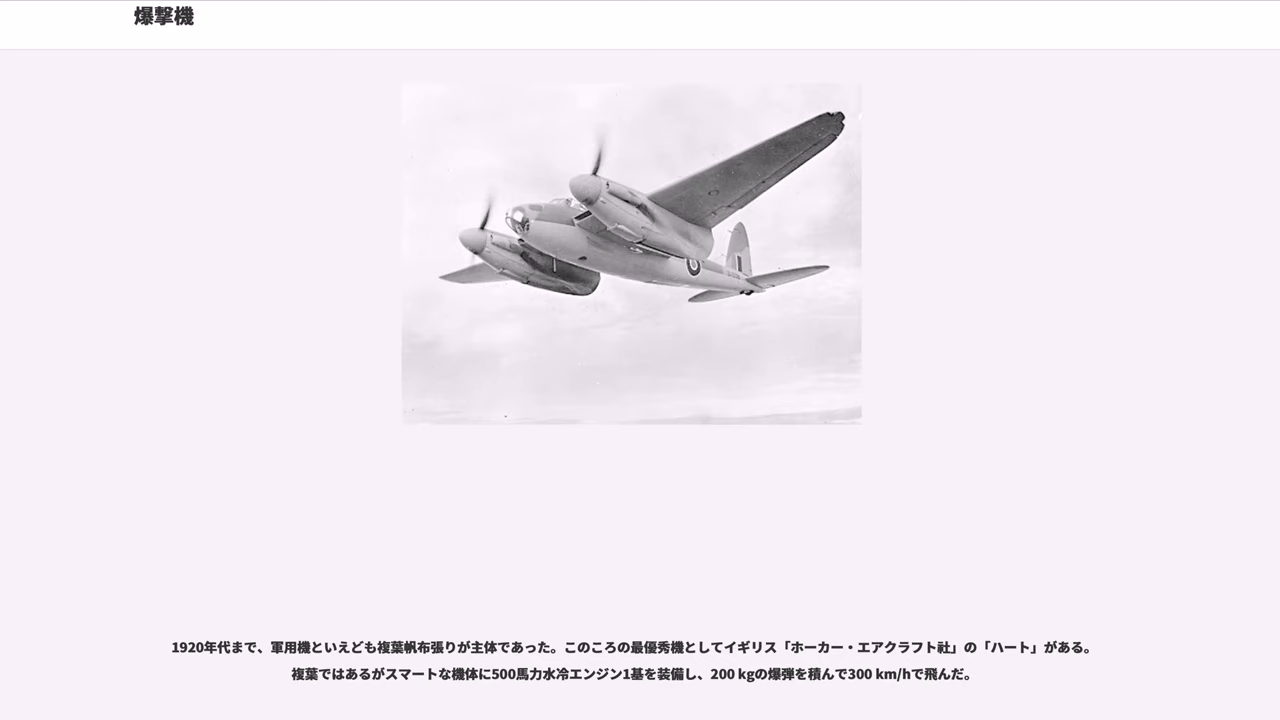 爆撃機
1920年代まで、軍用機といえども複葉帆布張りが主体であった。このころの最優秀機としてイギリス「ホーカー・エアクラフト社」の「ハート」がある。
複葉ではあるがスマートな機体に500馬力水冷エンジン1基を装備し、200 kgの爆弾を積んで300 km/hで飛んだ。